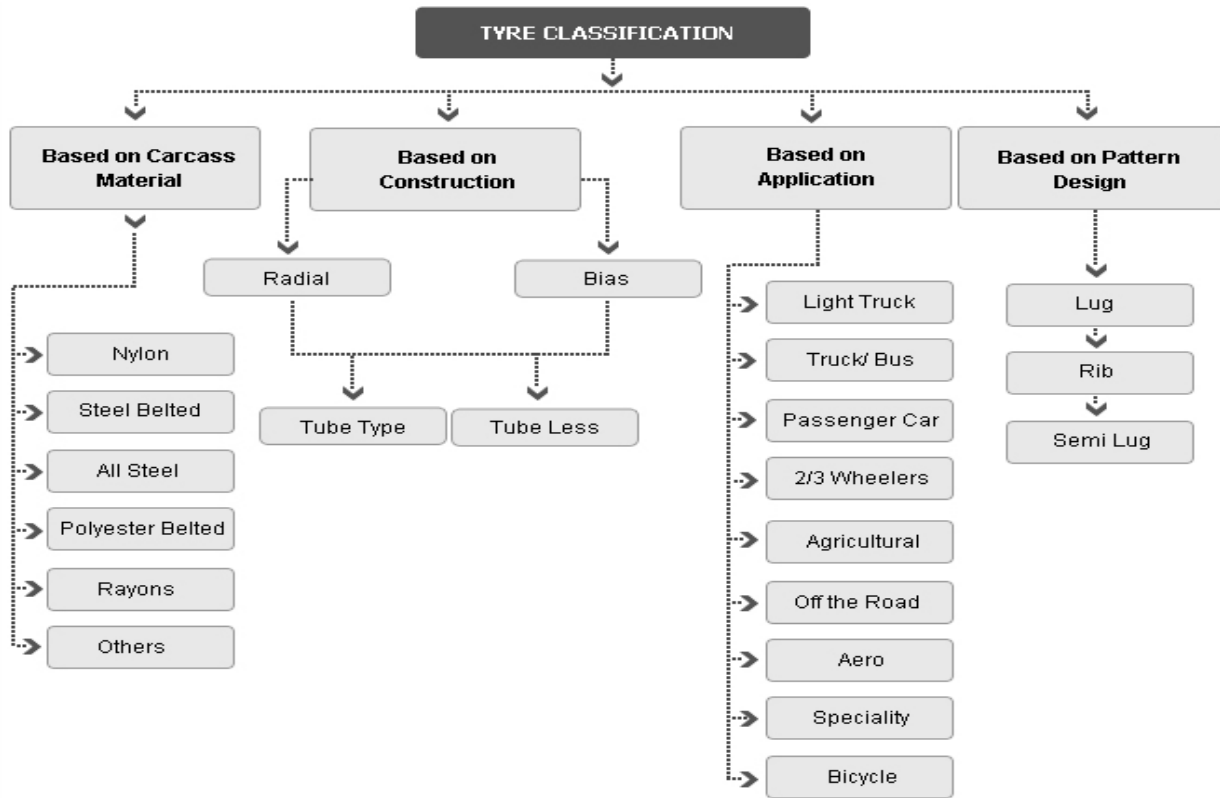 TYRE CLASSIFICATION
Based on Carcass
Material
Based on
Construction
Based on
Application
Based on Pattern
Design
Radial
Bias
Tube Type
Tube Less
Nylon
Steel Belted
All Steel
Polyester Belted
Rayons
Others
Light Truck
Truck/ Bus
Passenger Car
2/3 Wheelers
Agricultural
Off the Road
Aero
Speciality
Bicycle
Lug
Rib
Semi Lug